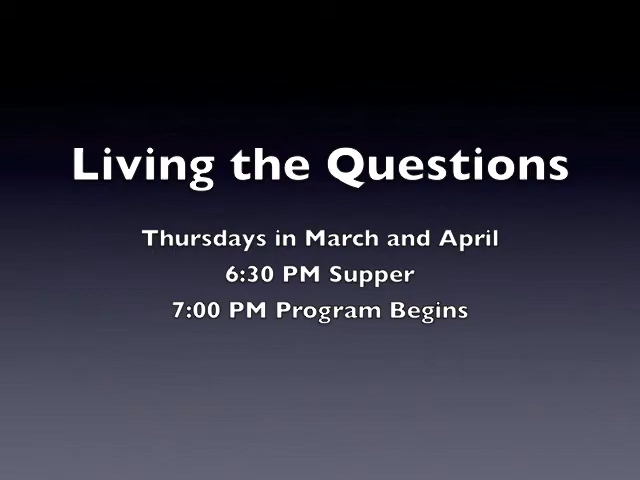 Living the Questions
Thursdays in March and April
6:30 PM Supper
7:00 PM Program Begins